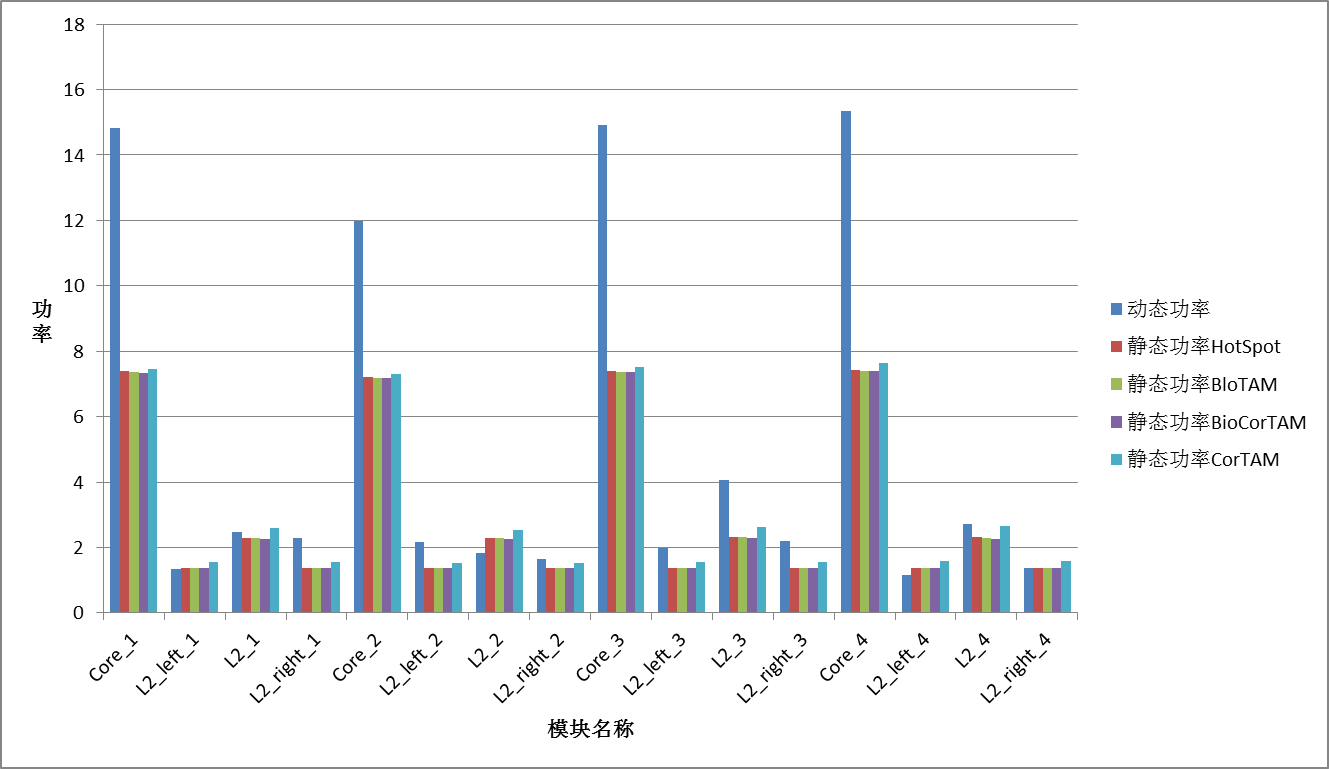 18
16
14
12
10
8
6
4
2
0
功率
Core_1
L2_left_1
L2_1
L2_right_1
Core_2
L2_left_2
L2_2
L2_right_2
Core_3
L2_left_3
L2_3
L2_right_3
Core_4
L2_left_4
L2_4
L2_right_4
模块名称
动态功率
静态功率HotSpot
静态功率BloTAM
静态功率BioCorTAM
静态功率CorTAM